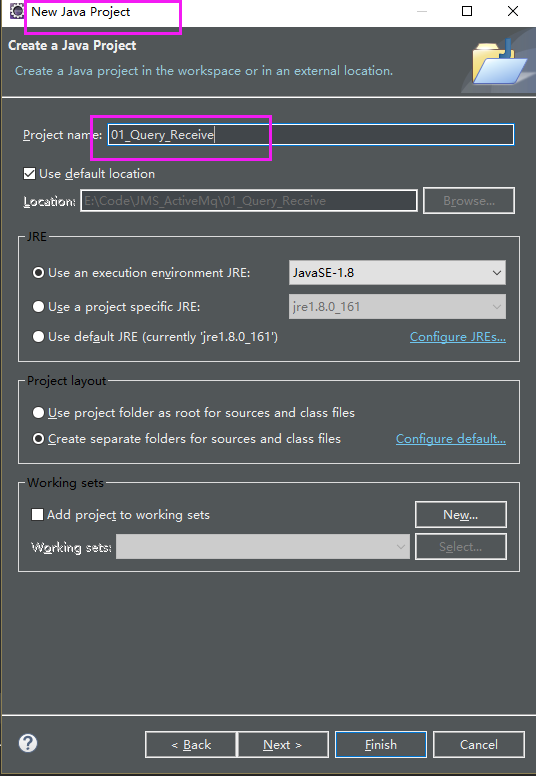 New Java Project
Create a Java Project
Create a Java project in the workspace or in an external location.
Project name: 01_Query_Receive
Use default location
Location: E:\Code\JMS_ActiveMq\01_Query_Receive Browse...
JRE
Use an execution environment JRE: JavaSE-1.8
Use a project specific JRE: jre1.8.0_161
Use default JRE (currently 'jre1.8.0_161') Configure JREs...
Project layout
Use project folder as root for sources and class files
Create separate folders for sources and class files Configure default...
Working sets
Add project to working sets New...
Working sets: Select...
? < Back Next > Finish Cancel